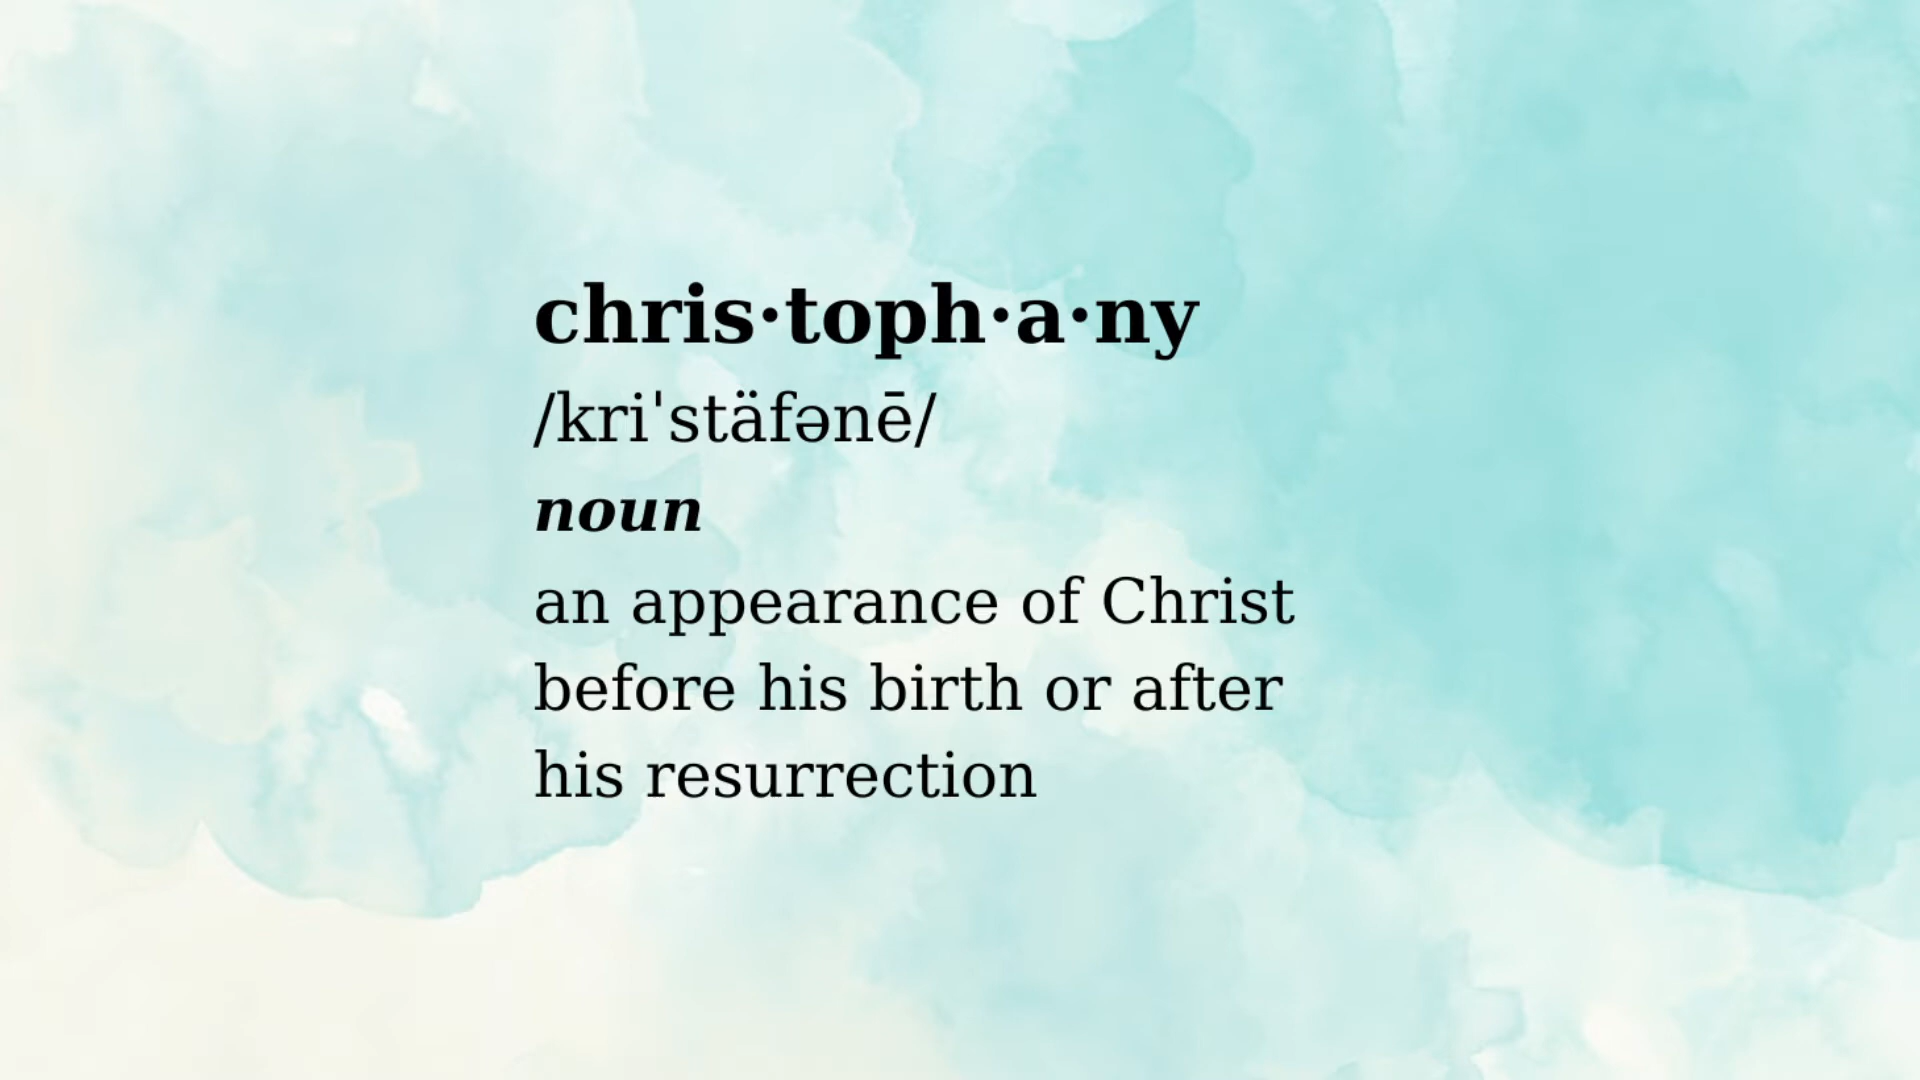 chris·toph·a·ny
/kriˈstäfənē/
noun
an appearance of Christ
before his birth or after
his resurrection